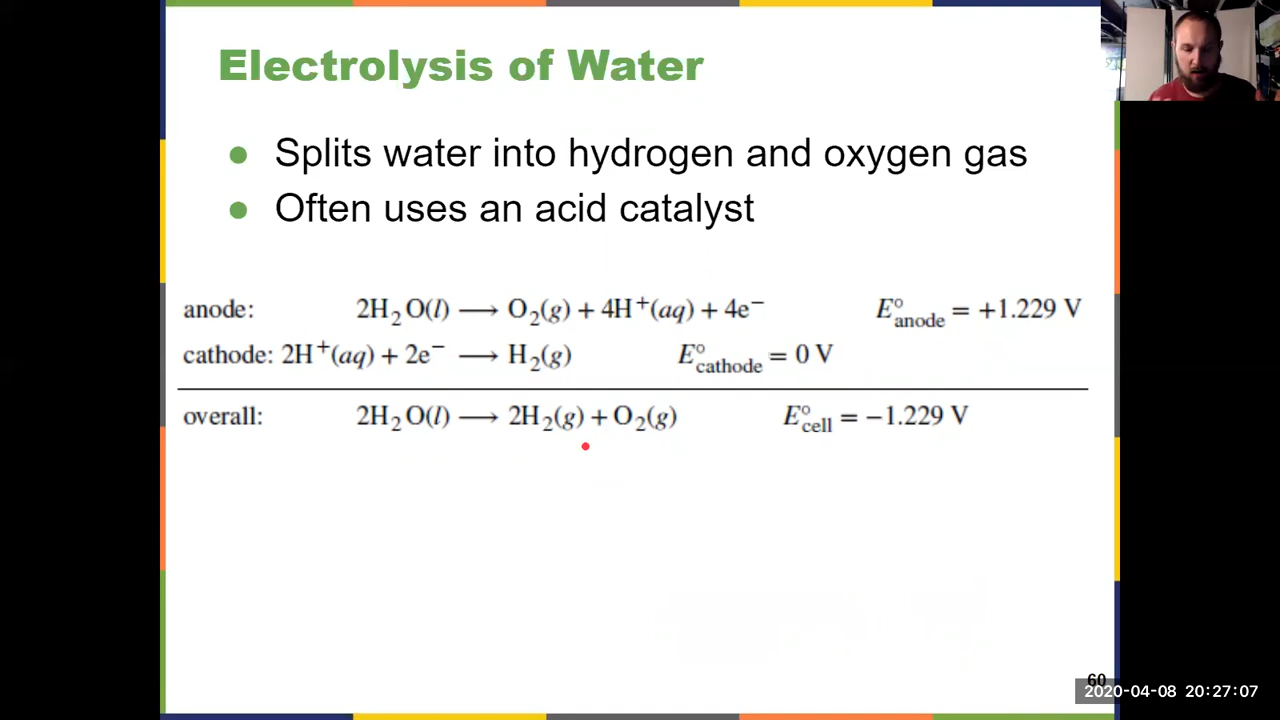 Electrolysis of Water
● Splits water into hydrogen and oxygen gas
● Often uses an acid catalyst
anode: 2H₂O(l) ⟶ O₂(g) + 4H⁺(aq) + 4e⁻ E°anode = +1.229 V
cathode: 2H⁺(aq) + 2e⁻ ⟶ H₂(g) E°cathode = 0 V
overall: 2H₂O(l) ⟶ 2H₂(g) + O₂(g) E°cell = −1.229 V
60
2020-04-08 20:27:07